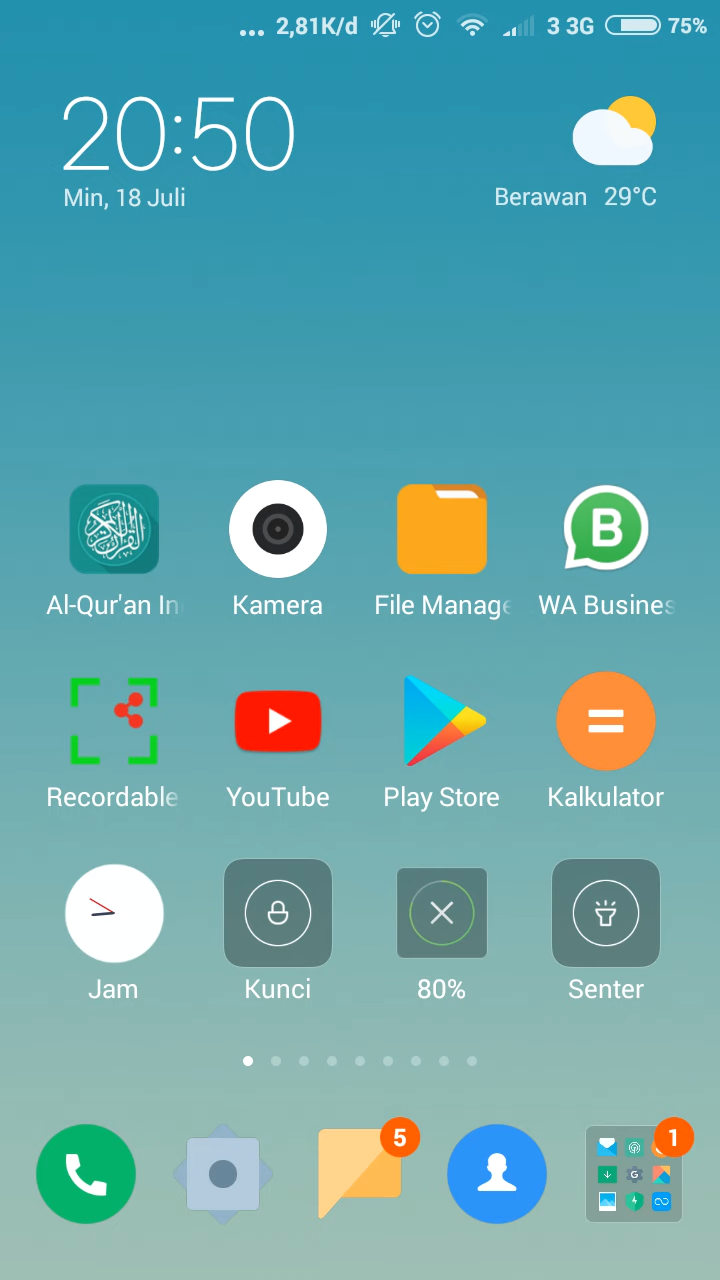 ... 2,81K/d 3 3G 75%
20:50
Min, 18 Juli
Berawan 29°C
B
Al-Qur'an In
Kamera
File Manage
WA Busines
Recordable
YouTube
Play Store
Kalkulator
Jam
Kunci
80%
Senter
5
1
G